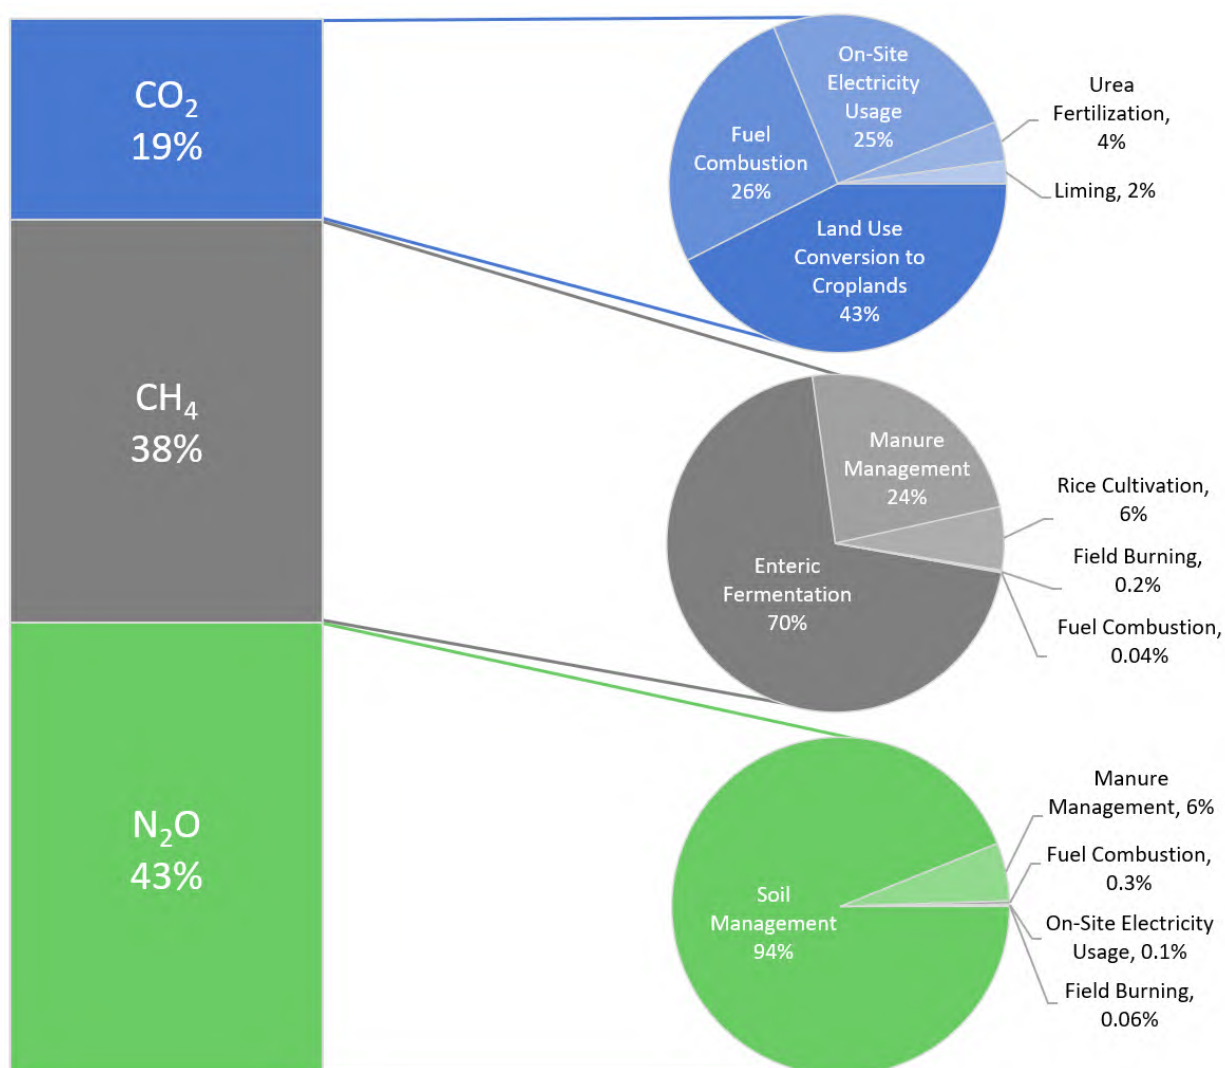 CO₂
19%
CH₄
38%
N₂O
43%
On-Site
Electricity
Usage
25%
Urea
Fertilization,
4%
Liming, 2%
Fuel
Combustion
26%
Land Use
Conversion to
Croplands
43%
Manure
Management
24%
Rice Cultivation,
6%
Field Burning,
0.2%
Fuel Combustion,
0.04%
Enteric
Fermentation
70%
Manure
Management, 6%
Fuel Combustion,
0.3%
On-Site Electricity
Usage, 0.1%
Field Burning,
0.06%
Soil
Management
94%